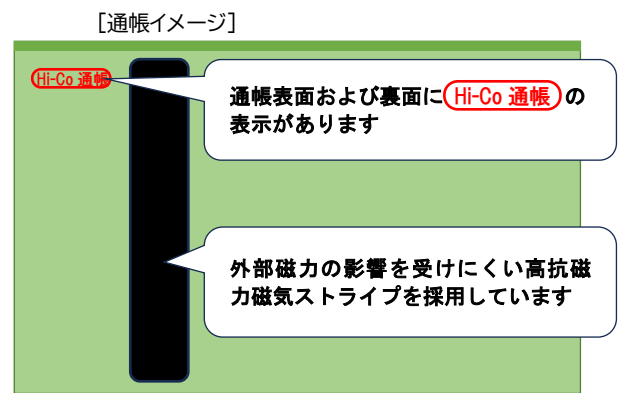 [通帳イメージ]
Hi-Co 通帳
通帳表面および裏面に Hi-Co 通帳 の
表示があります
外部磁力の影響を受けにくい高抗磁
力磁気ストライプを採用しています